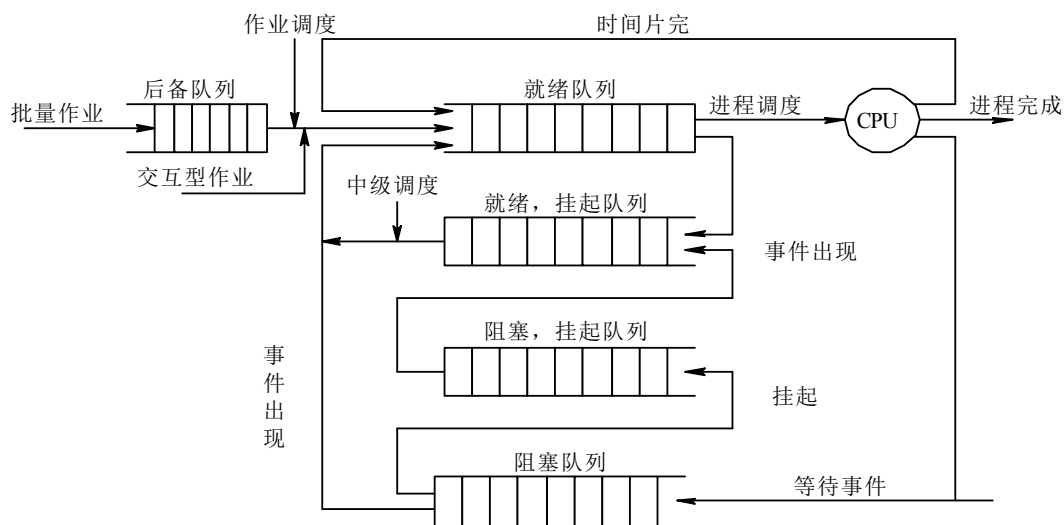 作业调度
时间片完
后备队列
就绪队列
批量作业
进程调度
CPU
进程完成
交互型作业
中级调度
就绪，挂起队列
事件出现
阻塞，挂起队列
事件出现
挂起
阻塞队列
等待事件